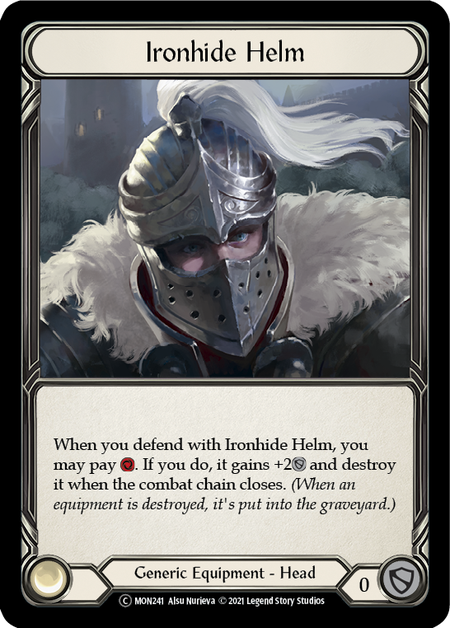 Ironhide Helm
When you defend with Ironhide Helm, you
may pay . If you do, it gains +2 and destroy
it when the combat chain closes. (When an
equipment is destroyed, it's put into the graveyard.)
Generic Equipment - Head
0
C MON241 Alsu Nurieva © 2021 Legend Story Studios